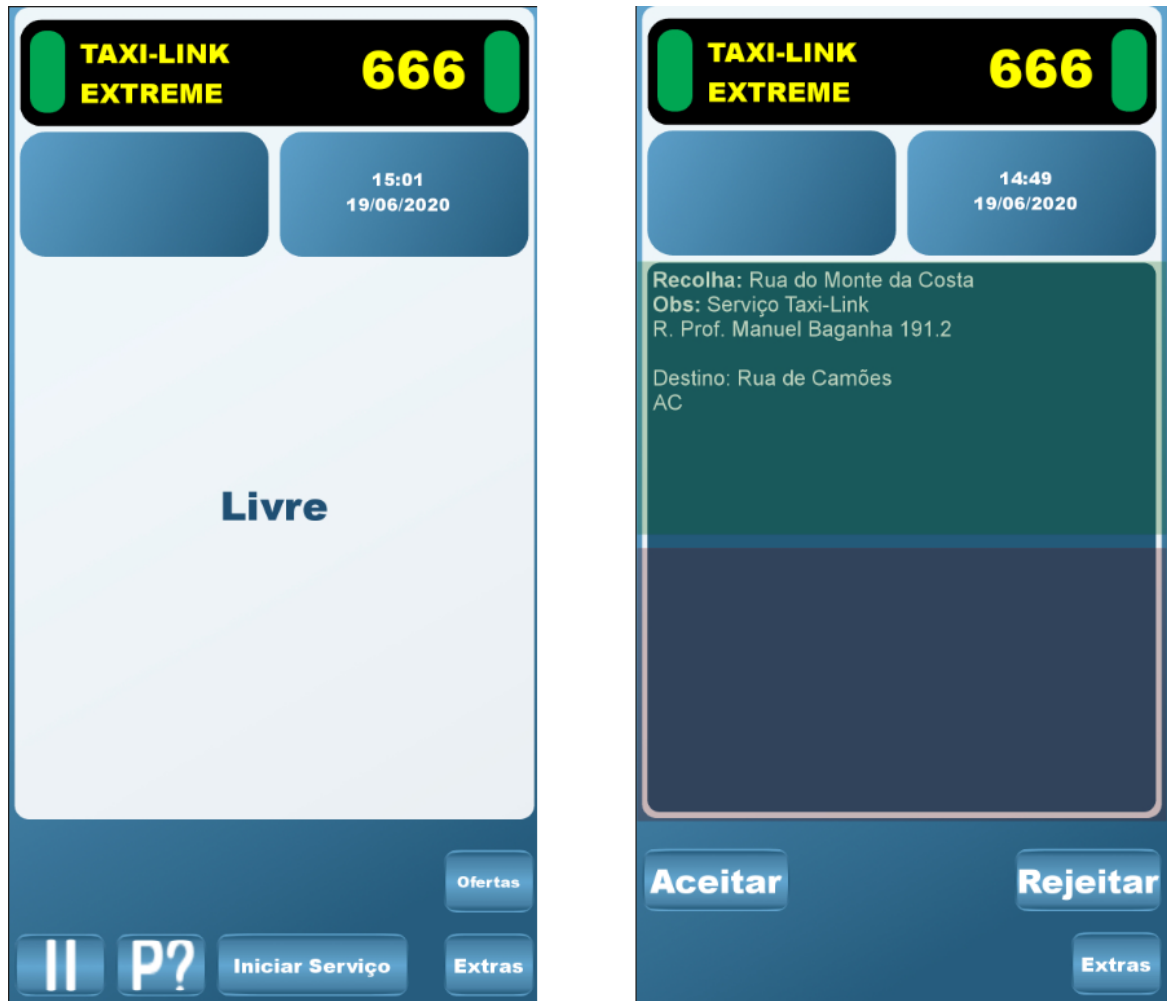 TAXI-LINK
EXTREME
666
15:01
19/06/2020
Livre
Ofertas
P?
Iniciar Serviço
Extras
TAXI-LINK
EXTREME
666
14:49
19/06/2020
Recolha: Rua do Monte da Costa
Obs: Serviço Taxi-Link
R. Prof. Manuel Baganha 191.2
Destino: Rua de Camões
AC
Aceitar
Rejeitar
Extras